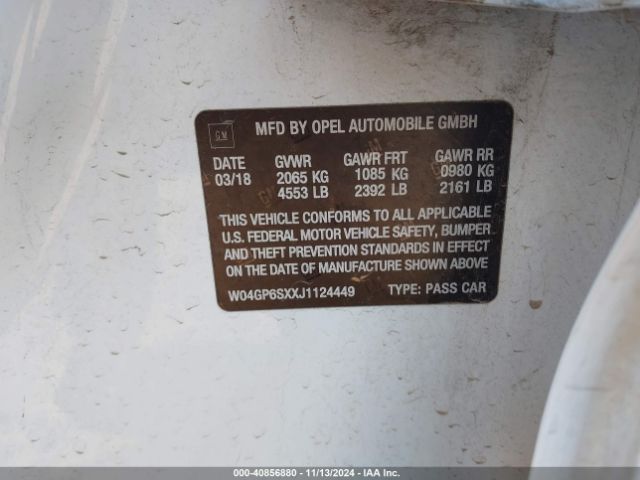 GM
MFD BY OPEL AUTOMOBILE GMBH
DATE GVWR GAWR FRT GAWR RR
03/18 2065 KG 1085 KG 0980 KG
4553 LB 2392 LB 2161 LB
THIS VEHICLE CONFORMS TO ALL APPLICABLE
U.S. FEDERAL MOTOR VEHICLE SAFETY, BUMPER
AND THEFT PREVENTION STANDARDS IN EFFECT
ON THE DATE OF MANUFACTURE SHOWN ABOVE
W04GP6SXXJ1124449 TYPE: PASS CAR
000-40856880 - 11/13/2024 - IAA Inc.